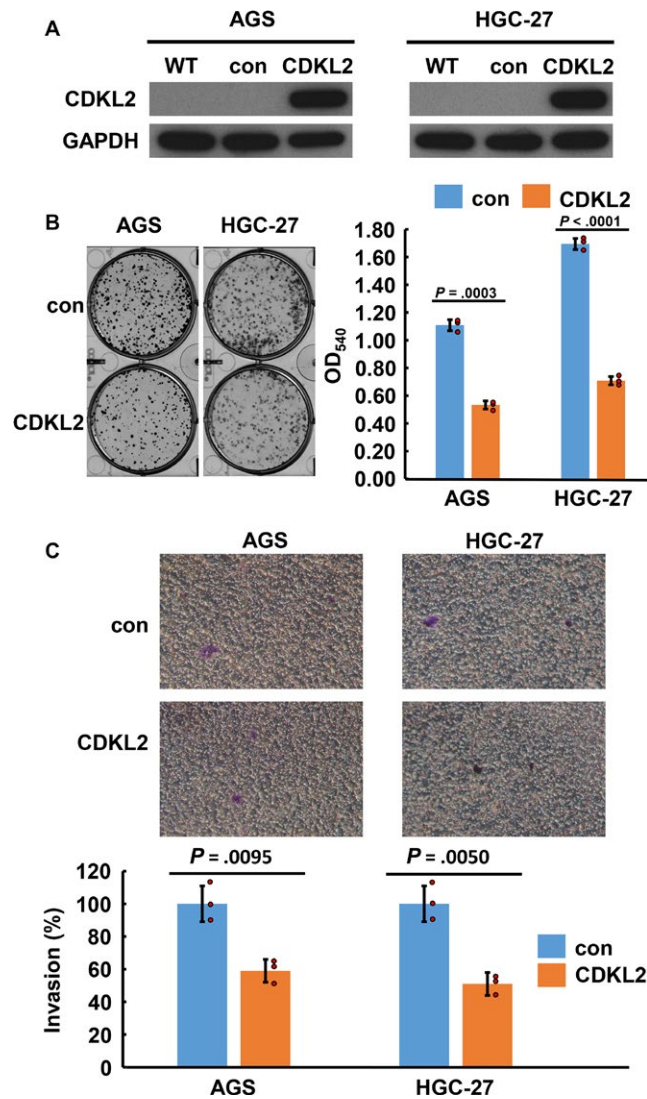 A
AGS
HGC-27
WT con CDKL2
WT con CDKL2
CDKL2
GAPDH
B
AGS
HGC-27
con
CDKL2
con
CDKL2
P = .0003
P < .0001
OD540
1.80
1.60
1.40
1.20
1.00
0.80
0.60
0.40
0.20
0.00
AGS
HGC-27
C
AGS
HGC-27
con
CDKL2
P = .0095
P = .0050
Invasion (%)
120
100
80
60
40
20
0
con
CDKL2
AGS
HGC-27